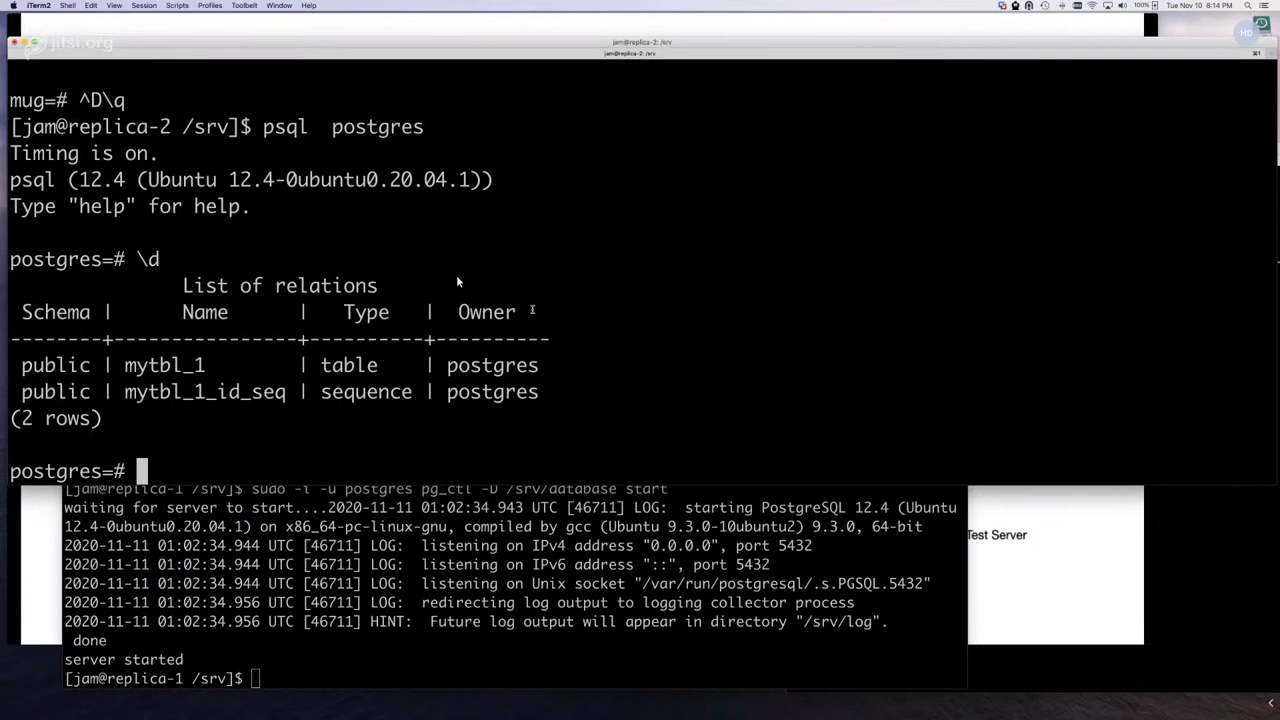 iTerm2 Shell Edit View Session Scripts Profiles Toolbelt Window Help 100% Tue Nov 10 8:14 PM
jitsi.org
jam@replica-2: /srv
HD
jam@replica-2: /srv
⌘1
mug=# ^D\q
[jam@replica-2 /srv]$ psql  postgres
Timing is on.
psql (12.4 (Ubuntu 12.4-0ubuntu0.20.04.1))
Type "help" for help.
postgres=# \d
List of relations
Schema | Name | Type | Owner
--------+----------------+----------+----------
public | mytbl_1 | table | postgres
public | mytbl_1_id_seq | sequence | postgres
(2 rows)
postgres=#
[jam@replica-1 /srv]$ sudo -i -u postgres pg_ctl -D /srv/database start
waiting for server to start....2020-11-11 01:02:34.943 UTC [46711] LOG:  starting PostgreSQL 12.4 (Ubuntu
12.4-0ubuntu0.20.04.1) on x86_64-pc-linux-gnu, compiled by gcc (Ubuntu 9.3.0-10ubuntu2) 9.3.0, 64-bit
2020-11-11 01:02:34.944 UTC [46711] LOG:  listening on IPv4 address "0.0.0.0", port 5432
2020-11-11 01:02:34.944 UTC [46711] LOG:  listening on IPv6 address "::", port 5432
Test Server
2020-11-11 01:02:34.944 UTC [46711] LOG:  listening on Unix socket "/var/run/postgresql/.s.PGSQL.5432"
2020-11-11 01:02:34.956 UTC [46711] LOG:  redirecting log output to logging collector process
2020-11-11 01:02:34.956 UTC [46711] HINT:  Future log output will appear in directory "/srv/log".
done
server started
[jam@replica-1 /srv]$